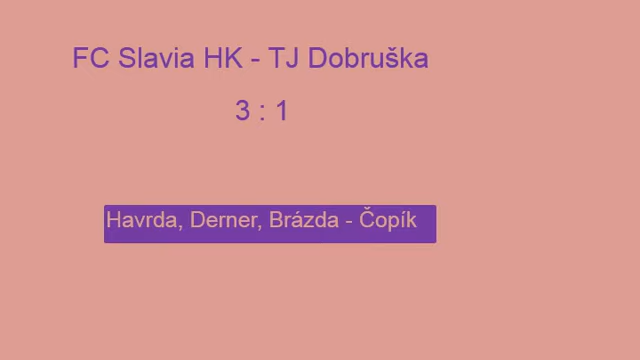 FC Slavia HK - TJ Dobruška
3 : 1
Havrda, Derner, Brázda - Čopík